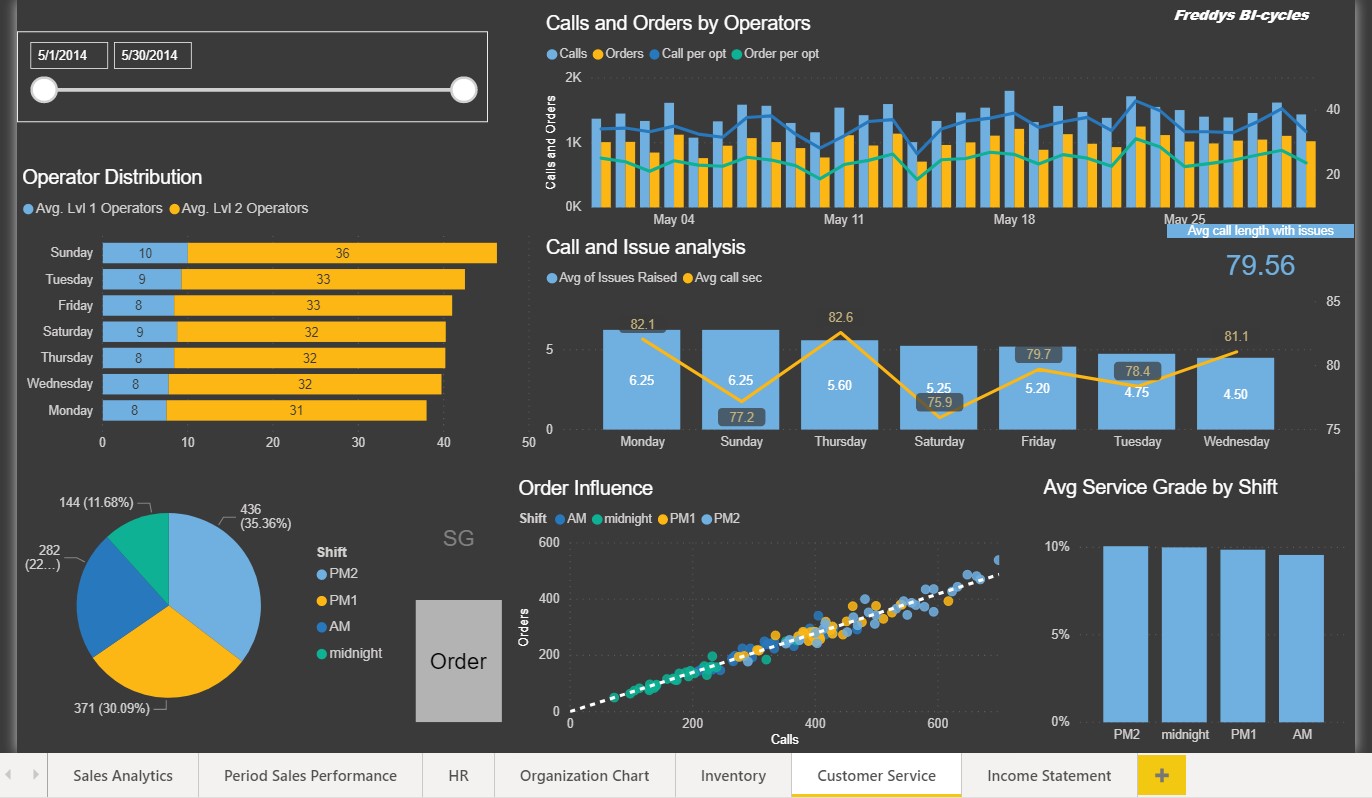 Freddys BI-cycles
5/1/2014 5/30/2014
Calls and Orders by Operators
Calls Orders Call per opt Order per opt
Calls and Orders
2K
1K
0K
40
20
May 04 May 11 May 18 May 25
Operator Distribution
Avg. Lvl 1 Operators Avg. Lvl 2 Operators
Sunday 10 36
Tuesday 9 33
Friday 8 33
Saturday 9 32
Thursday 8 32
Wednesday 8 32
Monday 8 31
0 10 20 30 40 50
Avg call length with issues
79.56
Call and Issue analysis
Avg of Issues Raised Avg call sec
85
80
75
5
0
82.1 77.2 82.6 75.9 79.7 78.4 81.1
6.25 6.25 5.60 5.25 5.20 4.75 4.50
Monday Sunday Thursday Saturday Friday Tuesday Wednesday
144 (11.68%)
436
(35.36%)
282
(22...)
371 (30.09%)
Shift
PM2
PM1
AM
midnight
SG
Order
Order Influence
Shift AM midnight PM1 PM2
Orders
600
400
200
0
0 200 400 600
Calls
Avg Service Grade by Shift
10%
5%
0%
PM2 midnight PM1 AM
Sales Analytics Period Sales Performance HR Organization Chart Inventory Customer Service Income Statement +